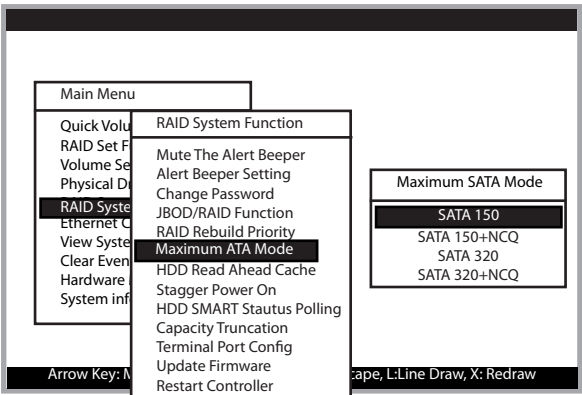 Main Menu
Quick Volu
RAID Set F
Volume Se
Physical D
RAID Syste
Ethernet C
View Syste
Clear Even
Hardware
System inf
RAID System Function
Mute The Alert Beeper
Alert Beeper Setting
Change Password
JBOD/RAID Function
RAID Rebuild Priority
Maximum ATA Mode
HDD Read Ahead Cache
Stagger Power On
HDD SMART Stautus Polling
Capacity Truncation
Terminal Port Config
Update Firmware
Restart Controller
Maximum SATA Mode
SATA 150
SATA 150+NCQ
SATA 320
SATA 320+NCQ
Arrow Key: cape, L:Line Draw, X: Redraw